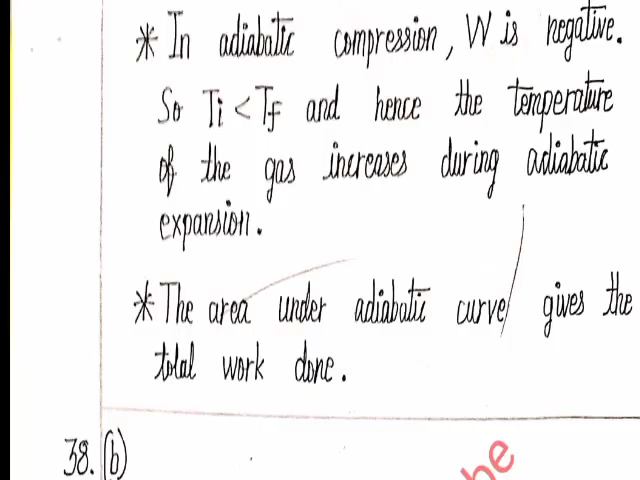 * In adiabatic compression, W is negative.
So Ti < Tf and hence the temperature
of the gas increases during adiabatic
expansion.
* The area under adiabatic curve gives the
total work done.
38. (b)
he